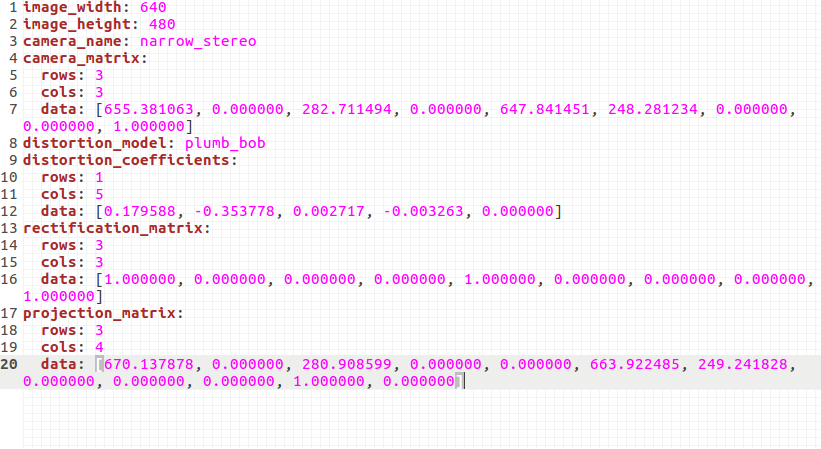 1 image_width: 640
2 image_height: 480
3 camera_name: narrow_stereo
4 camera_matrix:
5   rows: 3
6   cols: 3
7   data: [655.381063, 0.000000, 282.711494, 0.000000, 647.841451, 248.281234, 0.000000,
0.000000, 1.000000]
8 distortion_model: plumb_bob
9 distortion_coefficients:
10   rows: 1
11   cols: 5
12   data: [0.179588, -0.353778, 0.002717, -0.003263, 0.000000]
13 rectification_matrix:
14   rows: 3
15   cols: 3
16   data: [1.000000, 0.000000, 0.000000, 0.000000, 1.000000, 0.000000, 0.000000, 0.000000,
1.000000]
17 projection_matrix:
18   rows: 3
19   cols: 4
20   data: [670.137878, 0.000000, 280.908599, 0.000000, 0.000000, 663.922485, 249.241828,
0.000000, 0.000000, 0.000000, 1.000000, 0.000000]